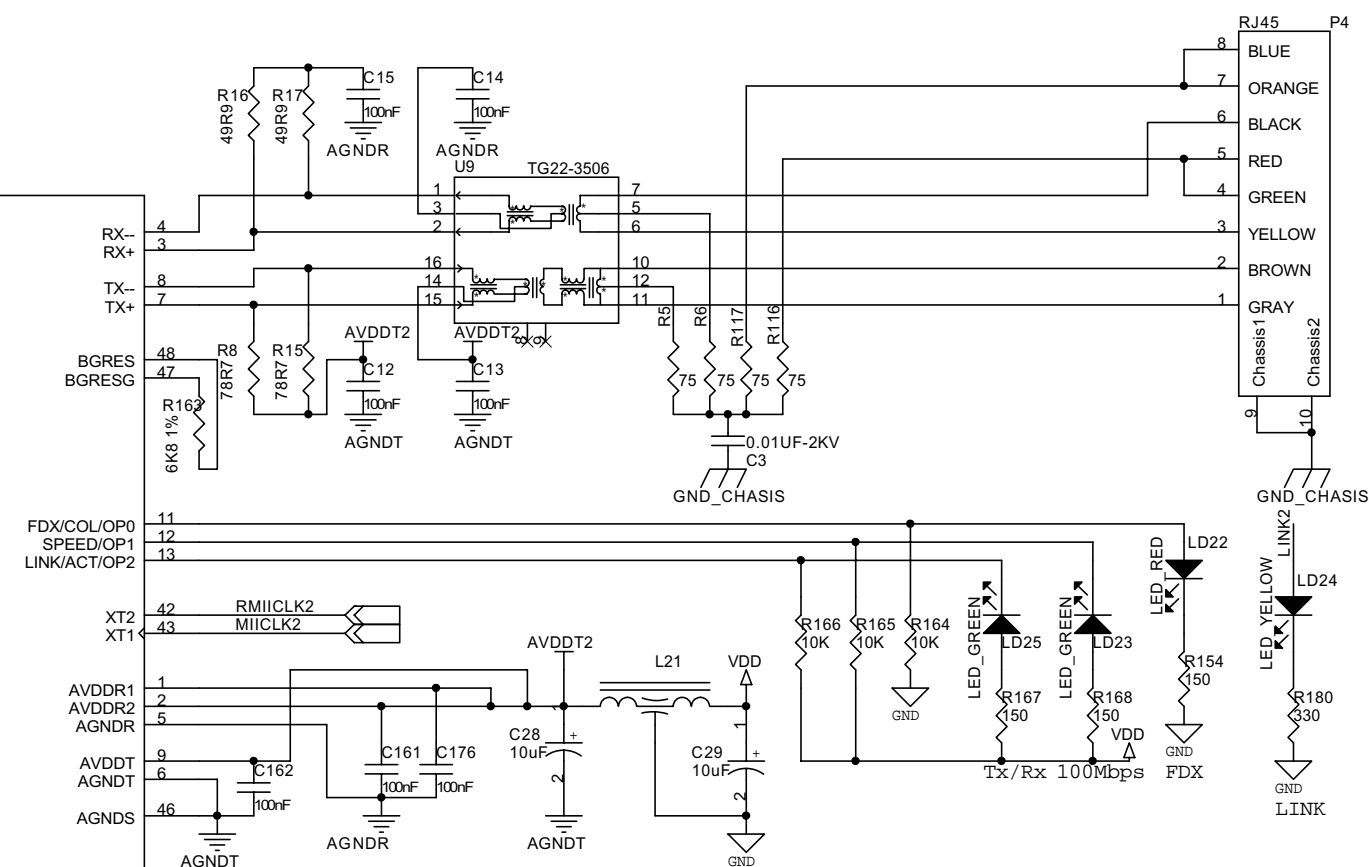 RJ45 P4
8 BLUE
7 ORANGE
6 BLACK
5 RED
4 GREEN
3 YELLOW
2 BROWN
1 GRAY
Chassis1
Chassis2
9
10
GND_CHASIS
R16
49R9
R17
49R9
C15
100nF
AGNDR
C14
100nF
AGNDR
U9
TG22-3506
1
3
2
16
14
15
7
5
6
10
12
11
8
9
RX-- 4
RX+ 3
TX-- 8
TX+ 7
BGRES 48
BGRESG 47
R163
6K8 1%
R8
78R7
R15
78R7
AVDDT2
C12
100nF
AGNDT
AVDDT2
C13
100nF
AGNDT
R5
75
R6
75
R117
75
R116
75
0.01UF-2KV
C3
GND_CHASIS
FDX/COL/OP0 11
SPEED/OP1 12
LINK/ACT/OP2 13
XT2 42 RMIICLK2
XT1 43 MIICLK2
R166
10K
R165
10K
R164
10K
GND
LED_GREEN
LD25
R167
150
LED_GREEN
LD23
R168
150
VDD
Tx/Rx 100Mbps
LED_RED
LD22
R154
150
GND
FDX
LINK2
LED_YELLOW
LD24
R180
330
GND
LINK
AVDDR1 1
AVDDR2 2
AGNDR 5
AVDDT 9
AGNDT 6
AGNDS 46
C162
100nF
AGNDT
C161
100nF
C176
100nF
AGNDR
AVDDT2
1
C28
10uF
+
2
AGNDT
L21
VDD
1
C29
10uF
+
2
GND